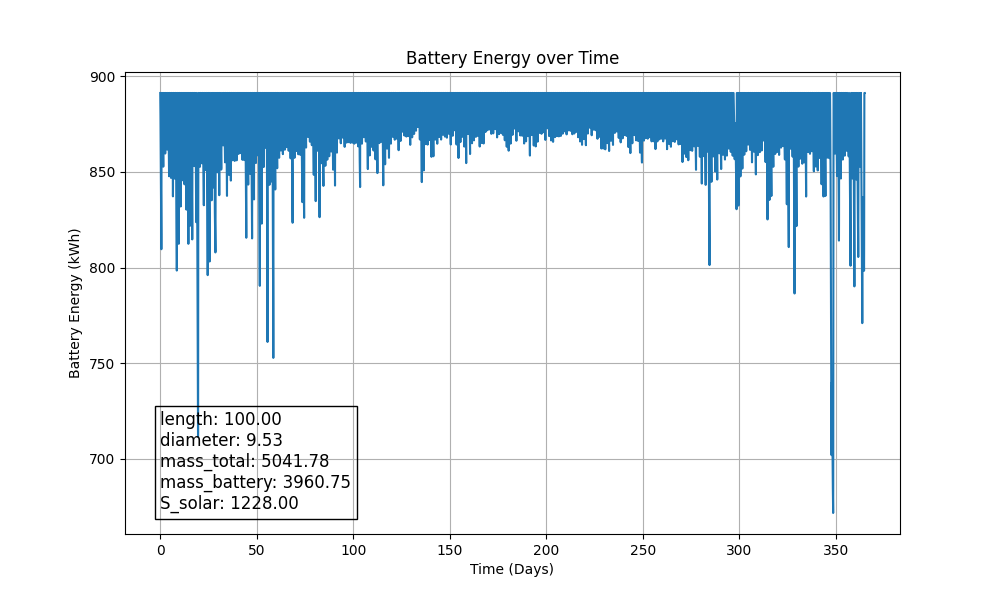 Battery Energy over Time
Battery Energy (kWh)
900
850
800
750
700
length: 100.00
diameter: 9.53
mass_total: 5041.78
mass_battery: 3960.75
S_solar: 1228.00
0 50 100 150 200 250 300 350
Time (Days)